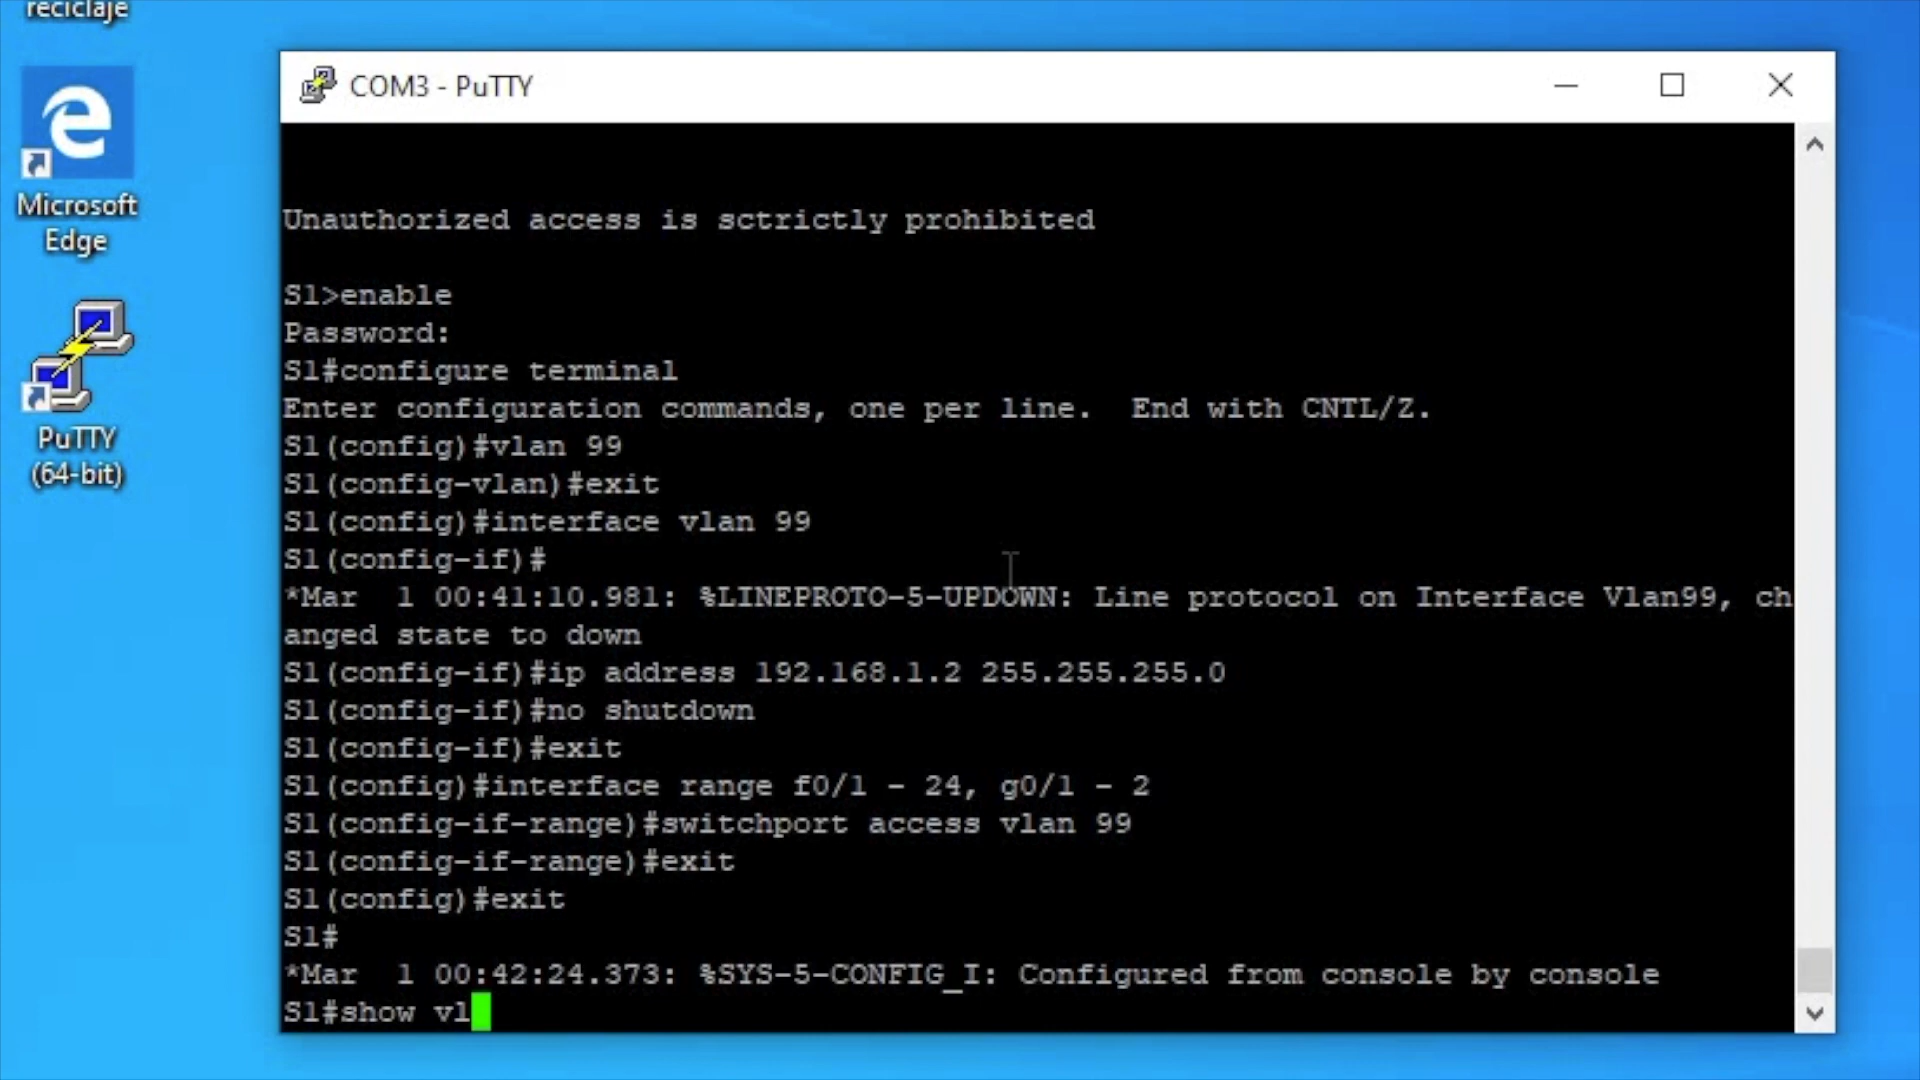 reciclaje
Microsoft
Edge
PuTTY
(64-bit)
COM3 - PuTTY
Unauthorized access is sctrictly prohibited
S1>enable
Password:
S1#configure terminal
Enter configuration commands, one per line.  End with CNTL/Z.
S1(config)#vlan 99
S1(config-vlan)#exit
S1(config)#interface vlan 99
S1(config-if)#
*Mar  1 00:41:10.981: %LINEPROTO-5-UPDOWN: Line protocol on Interface Vlan99, ch
anged state to down
S1(config-if)#ip address 192.168.1.2 255.255.255.0
S1(config-if)#no shutdown
S1(config-if)#exit
S1(config)#interface range f0/1 - 24, g0/1 - 2
S1(config-if-range)#switchport access vlan 99
S1(config-if-range)#exit
S1(config)#exit
S1#
*Mar  1 00:42:24.373: %SYS-5-CONFIG_I: Configured from console by console
S1#show vl